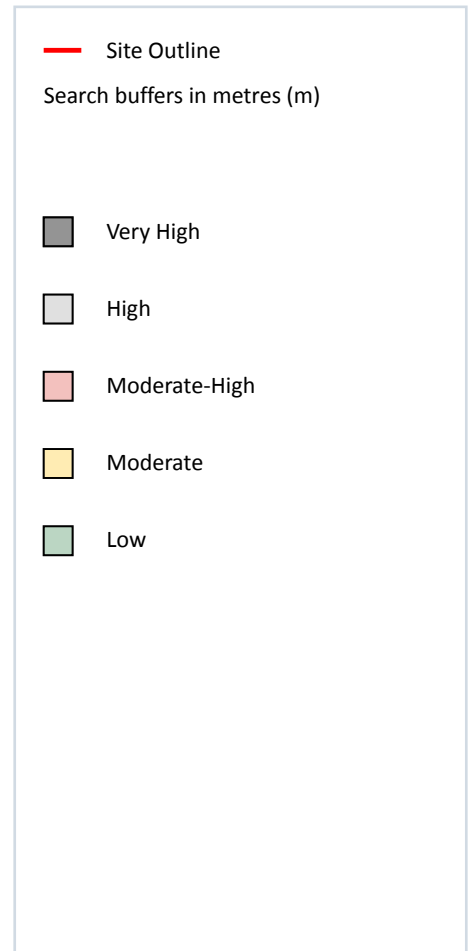 Site Outline
Search buffers in metres (m)
Very High
High
Moderate-High
Moderate
Low